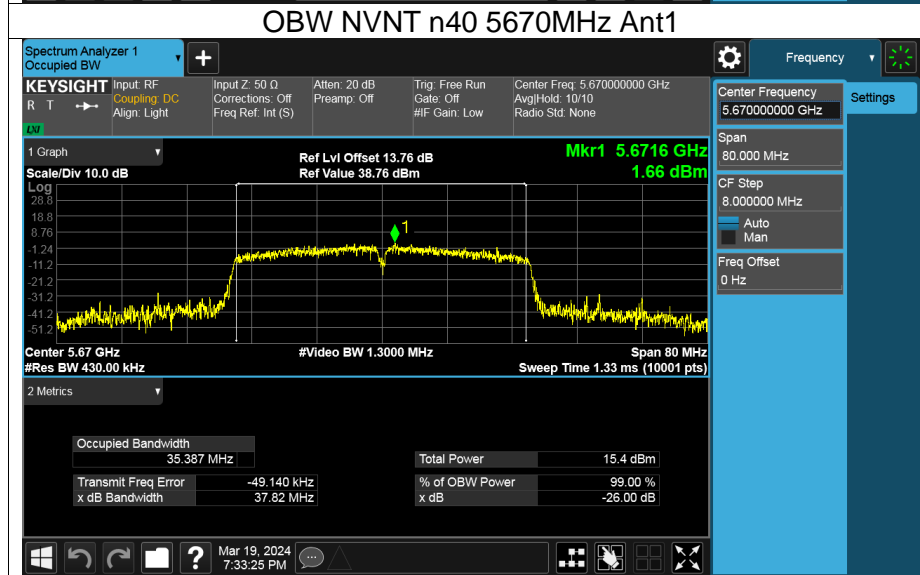 OBW NVNT n40 5670MHz Ant1
Spectrum Analyzer 1
Occupied BW
+
Frequency
KEYSIGHT
R T
LXI
Input: RF
Coupling: DC
Align: Light
Input Z: 50 Ω
Corrections: Off
Freq Ref: Int (S)
Atten: 20 dB
Preamp: Off
Trig: Free Run
Gate: Off
#IF Gain: Low
Center Freq: 5.670000000 GHz
Avg|Hold: 10/10
Radio Std: None
Center Frequency
5.670000000 GHz
Settings
Span
80.000 MHz
CF Step
8.000000 MHz
Auto
Man
Freq Offset
0 Hz
1 Graph
Scale/Div 10.0 dB
Ref Lvl Offset 13.76 dB
Ref Value 38.76 dBm
Mkr1 5.6716 GHz
1.66 dBm
Log
28.8
18.8
8.76
-1.24
-11.2
-21.2
-31.2
-41.2
-51.2
1
Center 5.67 GHz
#Res BW 430.00 kHz
#Video BW 1.3000 MHz
Span 80 MHz
Sweep Time 1.33 ms (10001 pts)
2 Metrics
Occupied Bandwidth
35.387 MHz
Transmit Freq Error -49.140 kHz
x dB Bandwidth 37.82 MHz
Total Power 15.4 dBm
% of OBW Power 99.00 %
x dB -26.00 dB
?
Mar 19, 2024
7:33:25 PM